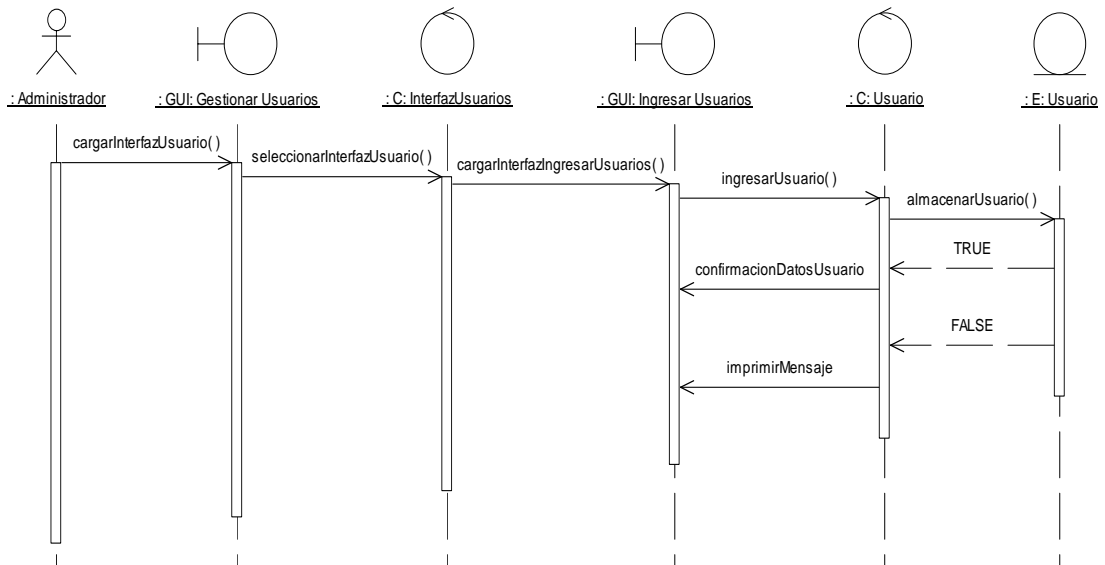 : Administrador
: GUI: Gestionar Usuarios
: C: InterfazUsuarios
: GUI: Ingresar Usuarios
: C: Usuario
: E: Usuario
cargarInterfazUsuario( )
seleccionarInterfazUsuario( )
cargarInterfazIngresarUsuarios( )
ingresarUsuario( )
almacenarUsuario( )
TRUE
confirmacionDatosUsuario
FALSE
imprimirMensaje